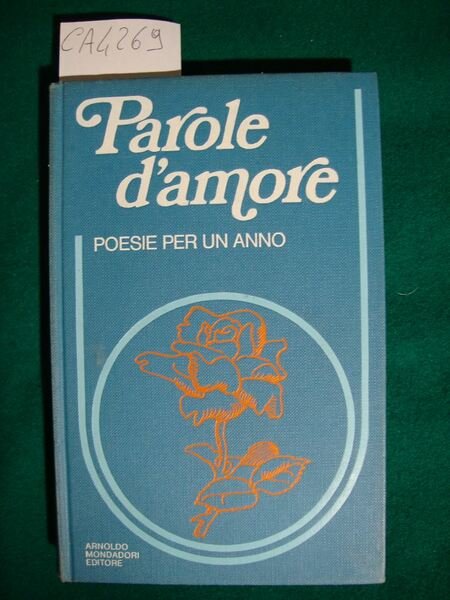 CA4269
Parole
d'amore
POESIE PER UN ANNO
ARNOLDO
MONDADORI
EDITORE